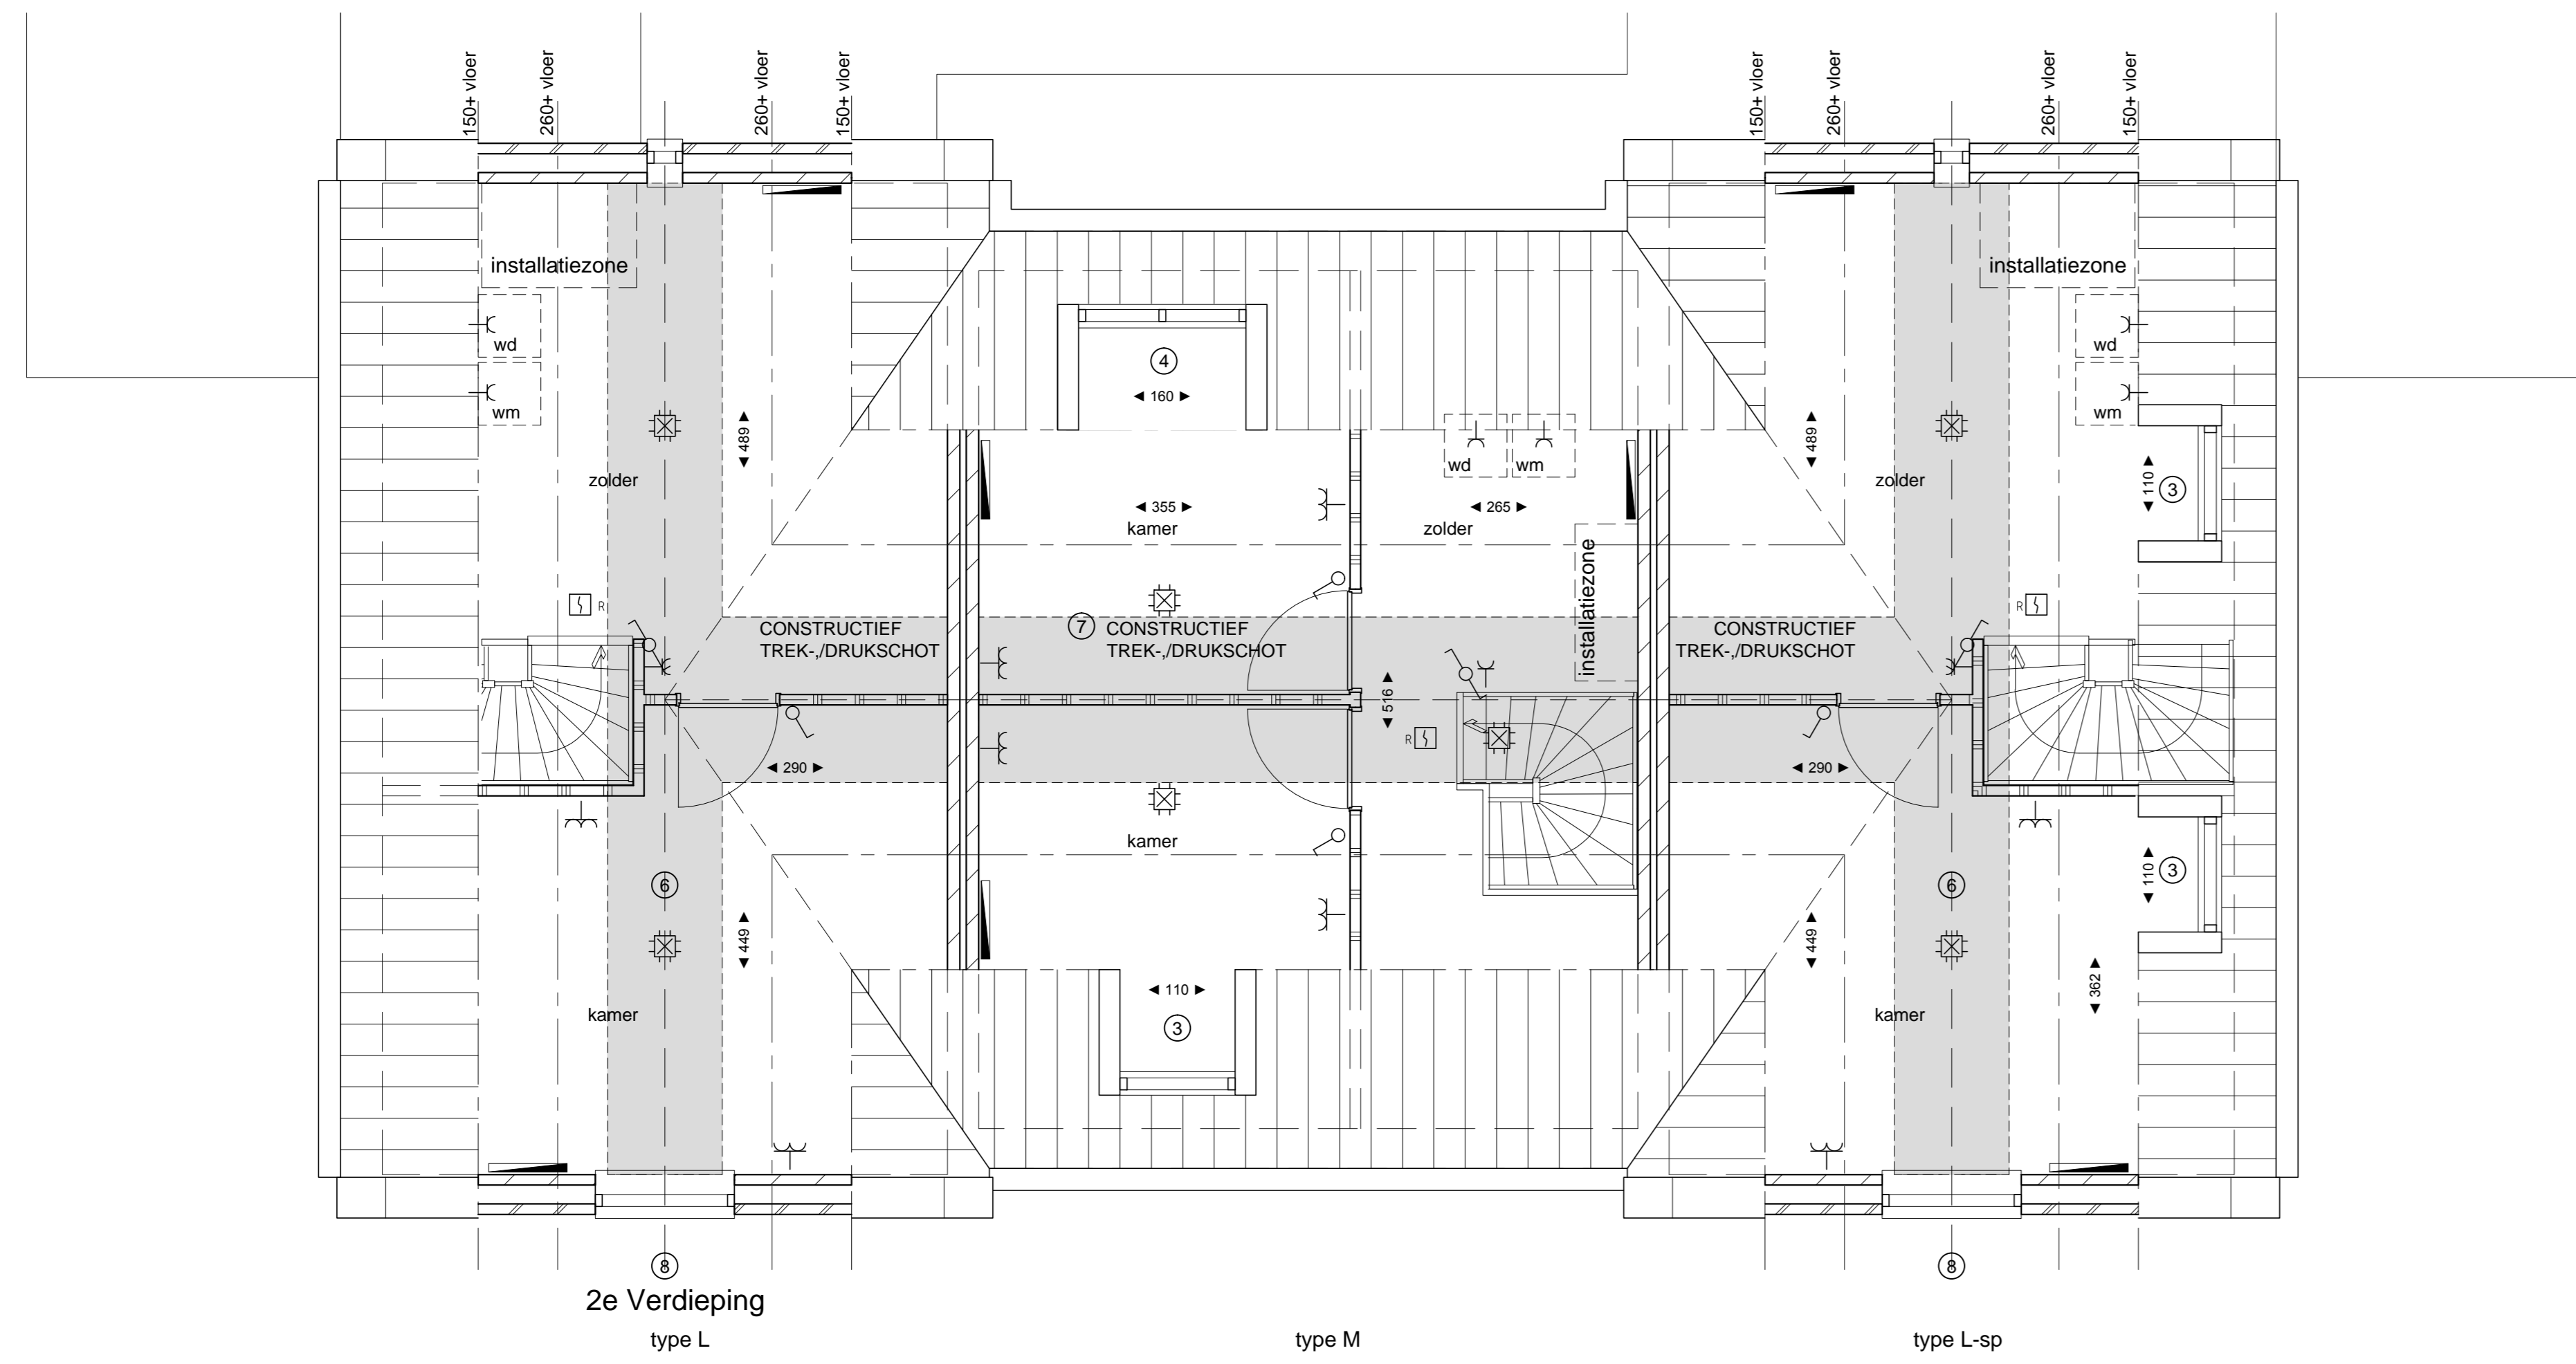 150+ vloer
260+ vloer
260+ vloer
150+ vloer
150+ vloer
260+ vloer
260+ vloer
150+ vloer
installatiezone
installatiezone
wd
wd
wm
wm
4
160
489
489
zolder
zolder
110
3
wd
wm
355
265
kamer
zolder
installatiezone
R
R
CONSTRUCTIEF
TREK-,/DRUKSCHOT
7
CONSTRUCTIEF
TREK-,/DRUKSCHOT
CONSTRUCTIEF
TREK-,/DRUKSCHOT
516
R
290
290
kamer
6
6
110
3
449
449
362
110
3
kamer
kamer
8
8
2e Verdieping
type L
type M
type L-sp